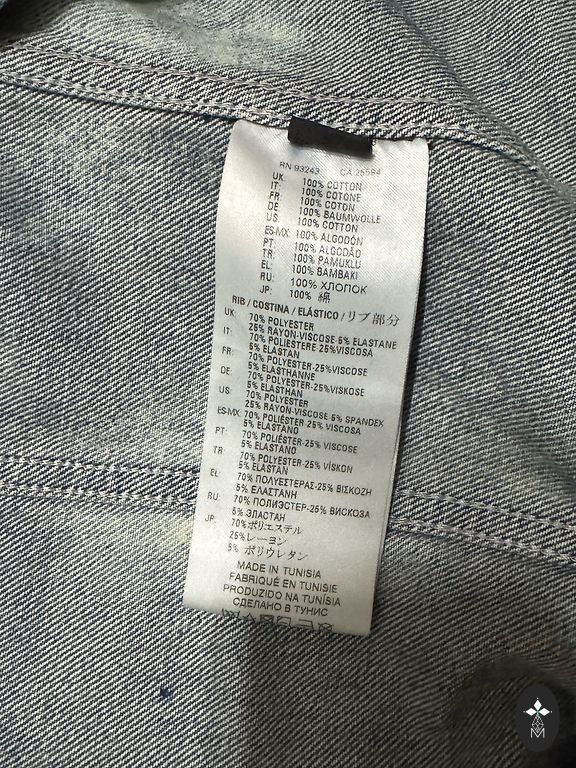 RN 93243 CA 25594
UK: 100% COTTON
IT: 100% COTONE
FR: 100% COTON
DE: 100% BAUMWOLLE
US: 100% COTTON
ES-MX: 100% ALGODÓN
PT: 100% ALGODÃO
TR: 100% PAMUKLU
EL: 100% BAMBAKI
RU: 100% ХЛОПОК
JP: 100% 綿
RIB / COSTINA / ELÁSTICO / リブ部分
UK: 70% POLYESTER
25% RAYON-VISCOSE 5% ELASTANE
IT: 70% POLIESTERE-25%VISCOSA
5% ELASTAN
FR: 70% POLYESTER-25%VISCOSE
5% ELASTHANNE
DE: 70% POLYESTER-25%VISKOSE
5% ELASTHAN
US: 70% POLYESTER
25% RAYON-VISCOSE 5% SPANDEX
ES-MX: 70% POLIÉSTER 25% VISCOSA
5% ELASTANO
PT: 70% POLIÉSTER-25% VISCOSE
5% ELASTANO
TR: 70% POLYESTER-25% VİSKON
5% ELASTAN
EL: 70% ΠΟΛΥΕΣΤΕΡΑΣ-25% ΒΙΣΚΟΖΗ
5% ΕΛΑΣΤΑΝΗ
RU: 70% ПОЛИЭСТЕР-25% ВИСКОЗА
5% ЭЛАСТАН
JP: 70%ポリエステル
25%レーヨン
5% ポリウレタン
MADE IN TUNISIA
FABRIQUÉ EN TUNISIE
PRODUZIDO NA TUNÍSIA
СДЕЛАНО В ТУНИС
M